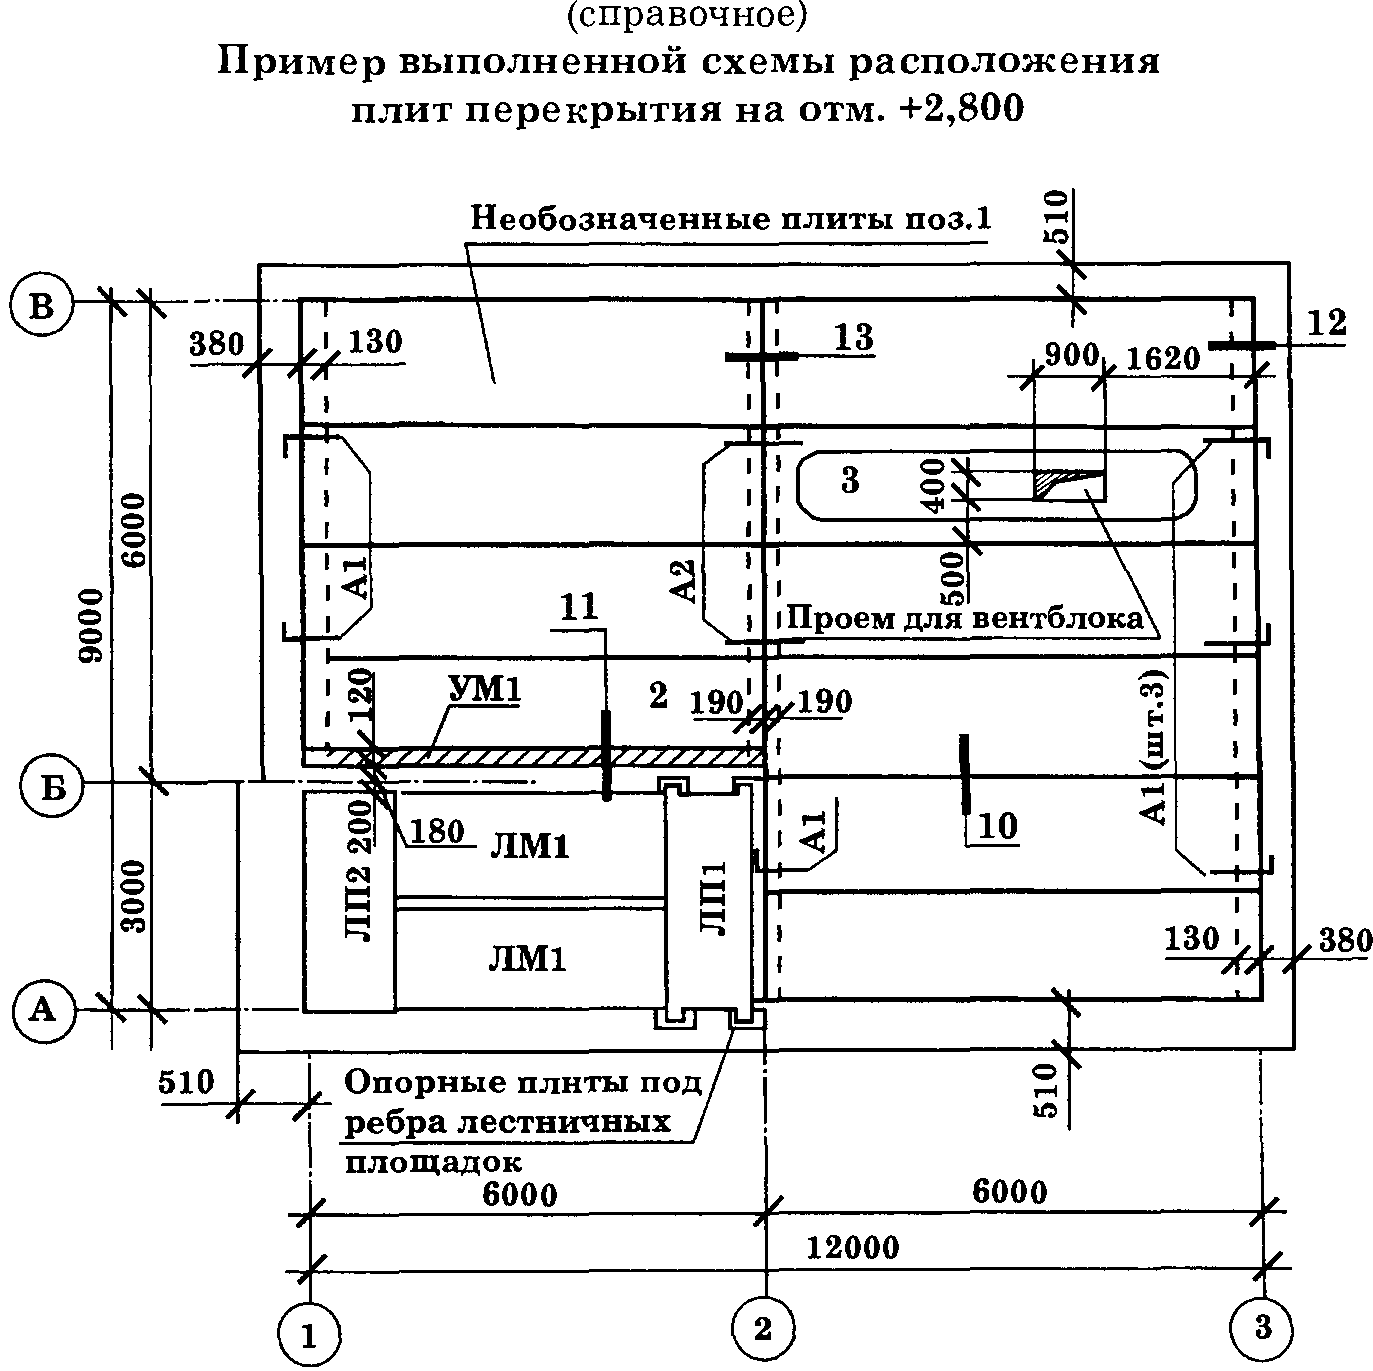 (справочное)
Пример выполненной схемы расположения
плит перекрытия на отм. +2,800
Необозначенные плиты поз.1
510
В
380
130
13
12
900
1620
3
400
500
6000
9000
А1
А2
11
Проем для вентблока
120
УМ1
2
190
190
А1 (шт.3)
Б
200
180
ЛМ1
А1
10
3000
ЛП2
ЛП1
ЛМ1
130
380
А
510
Опорные плнты под
ребра лестничных
площадок
510
6000
6000
12000
1
2
3